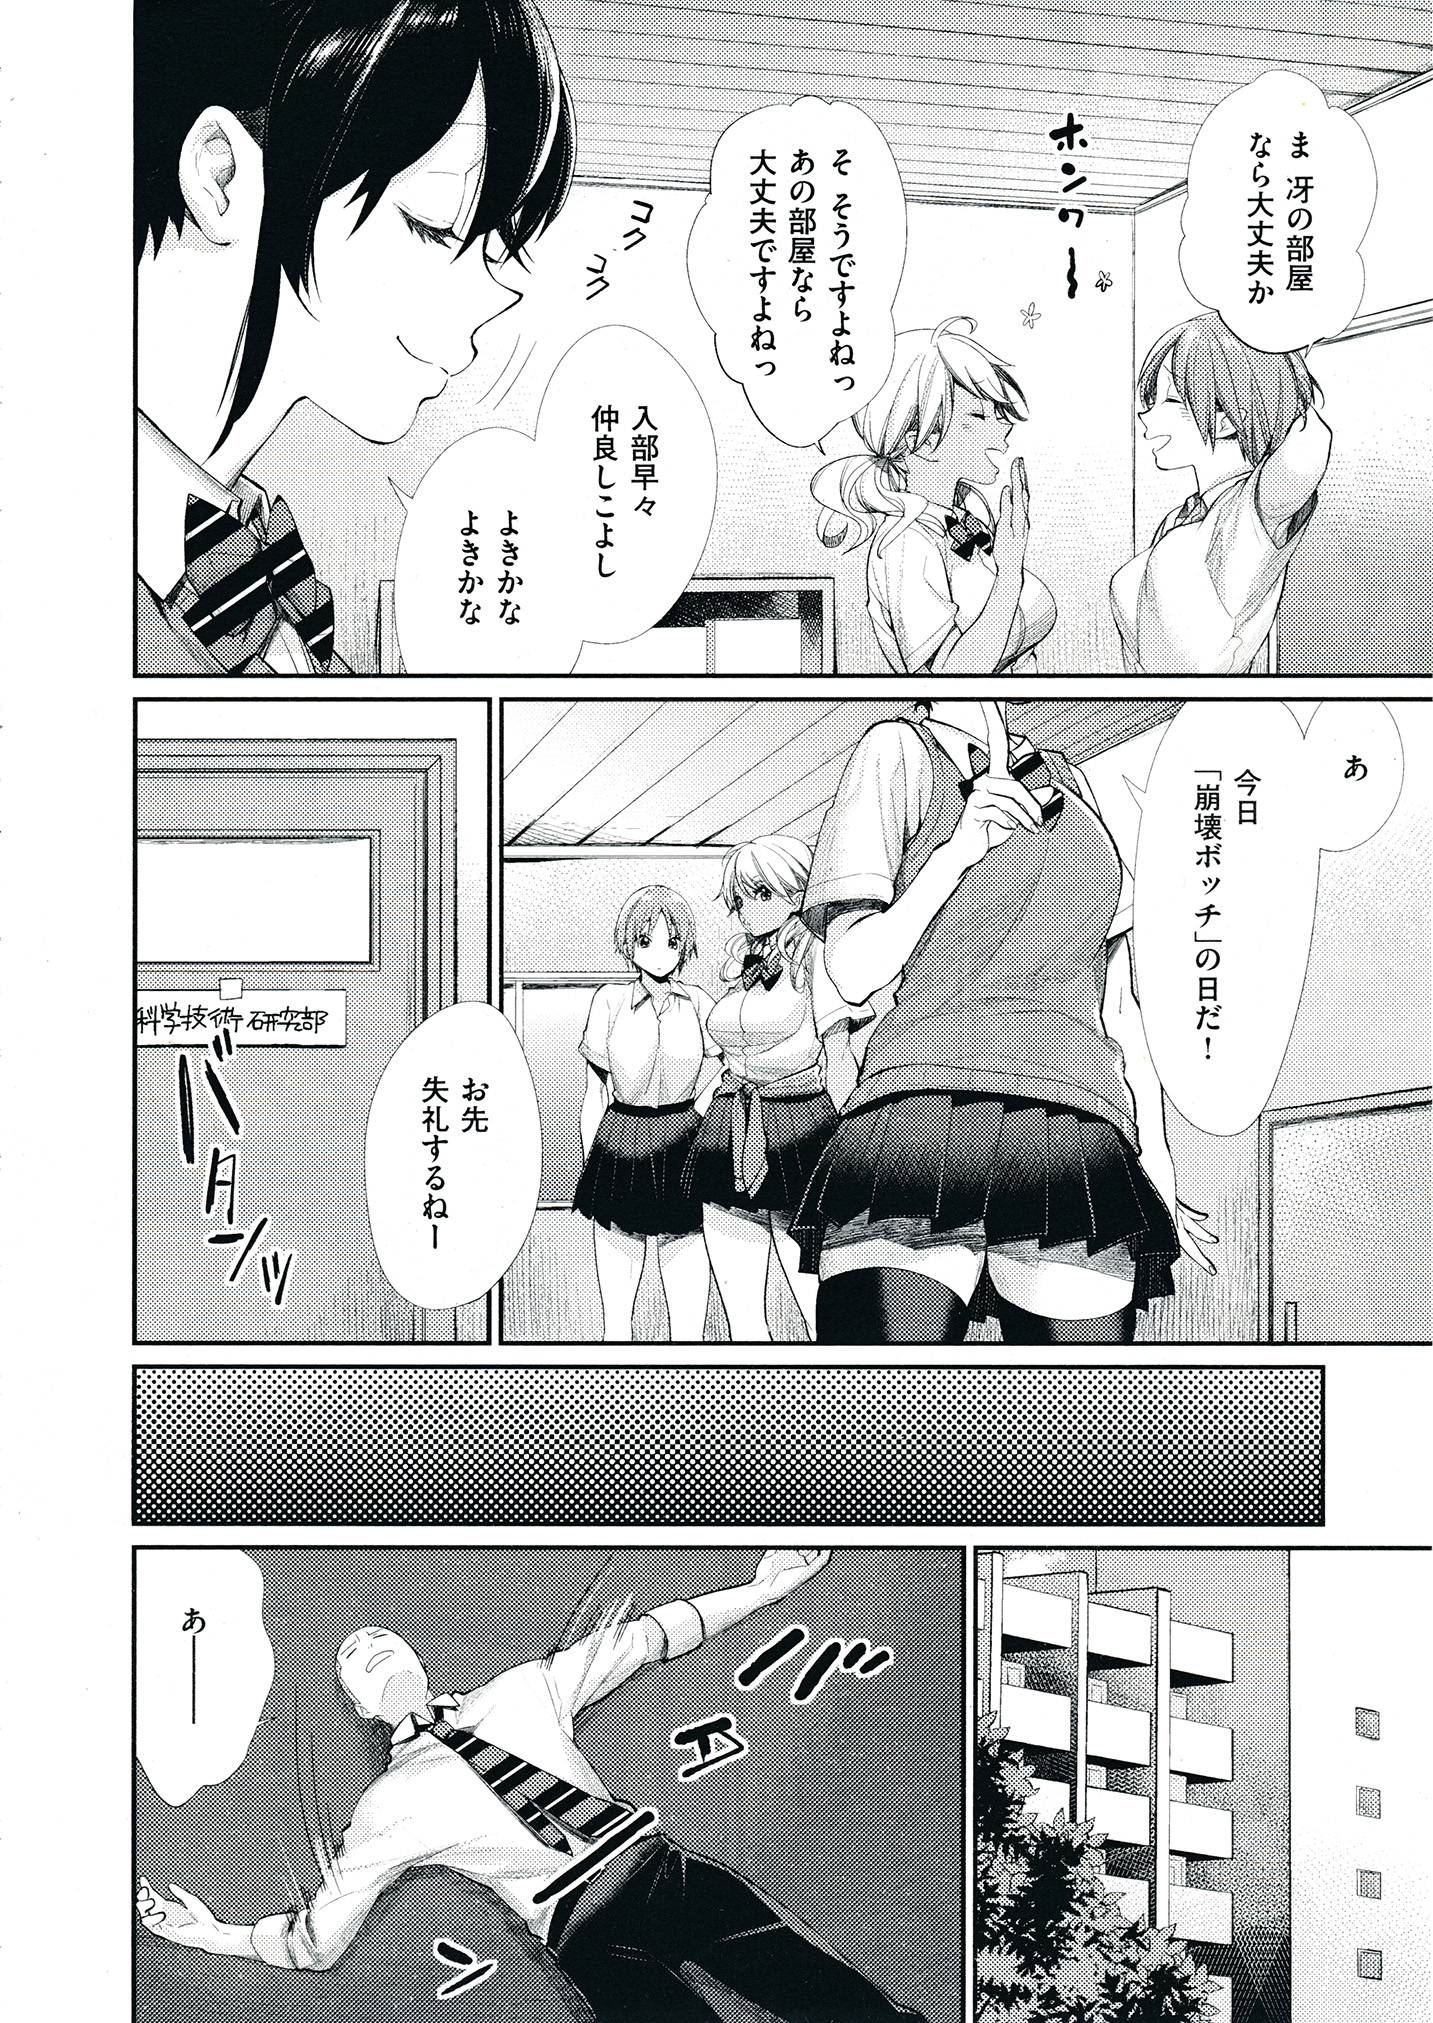 ま 冴の部屋
なら大丈夫か
ホンワ〜
そ そうですよねっ
あの部屋なら
大丈夫ですよねっ
コク
コク
入部早々
仲良しこよし
よきかな
よきかな
あ
今日
「崩壊ボッチ」の日だ！
お先
失礼するねー
科学技術研究部
バタンッ
バターン
あ――